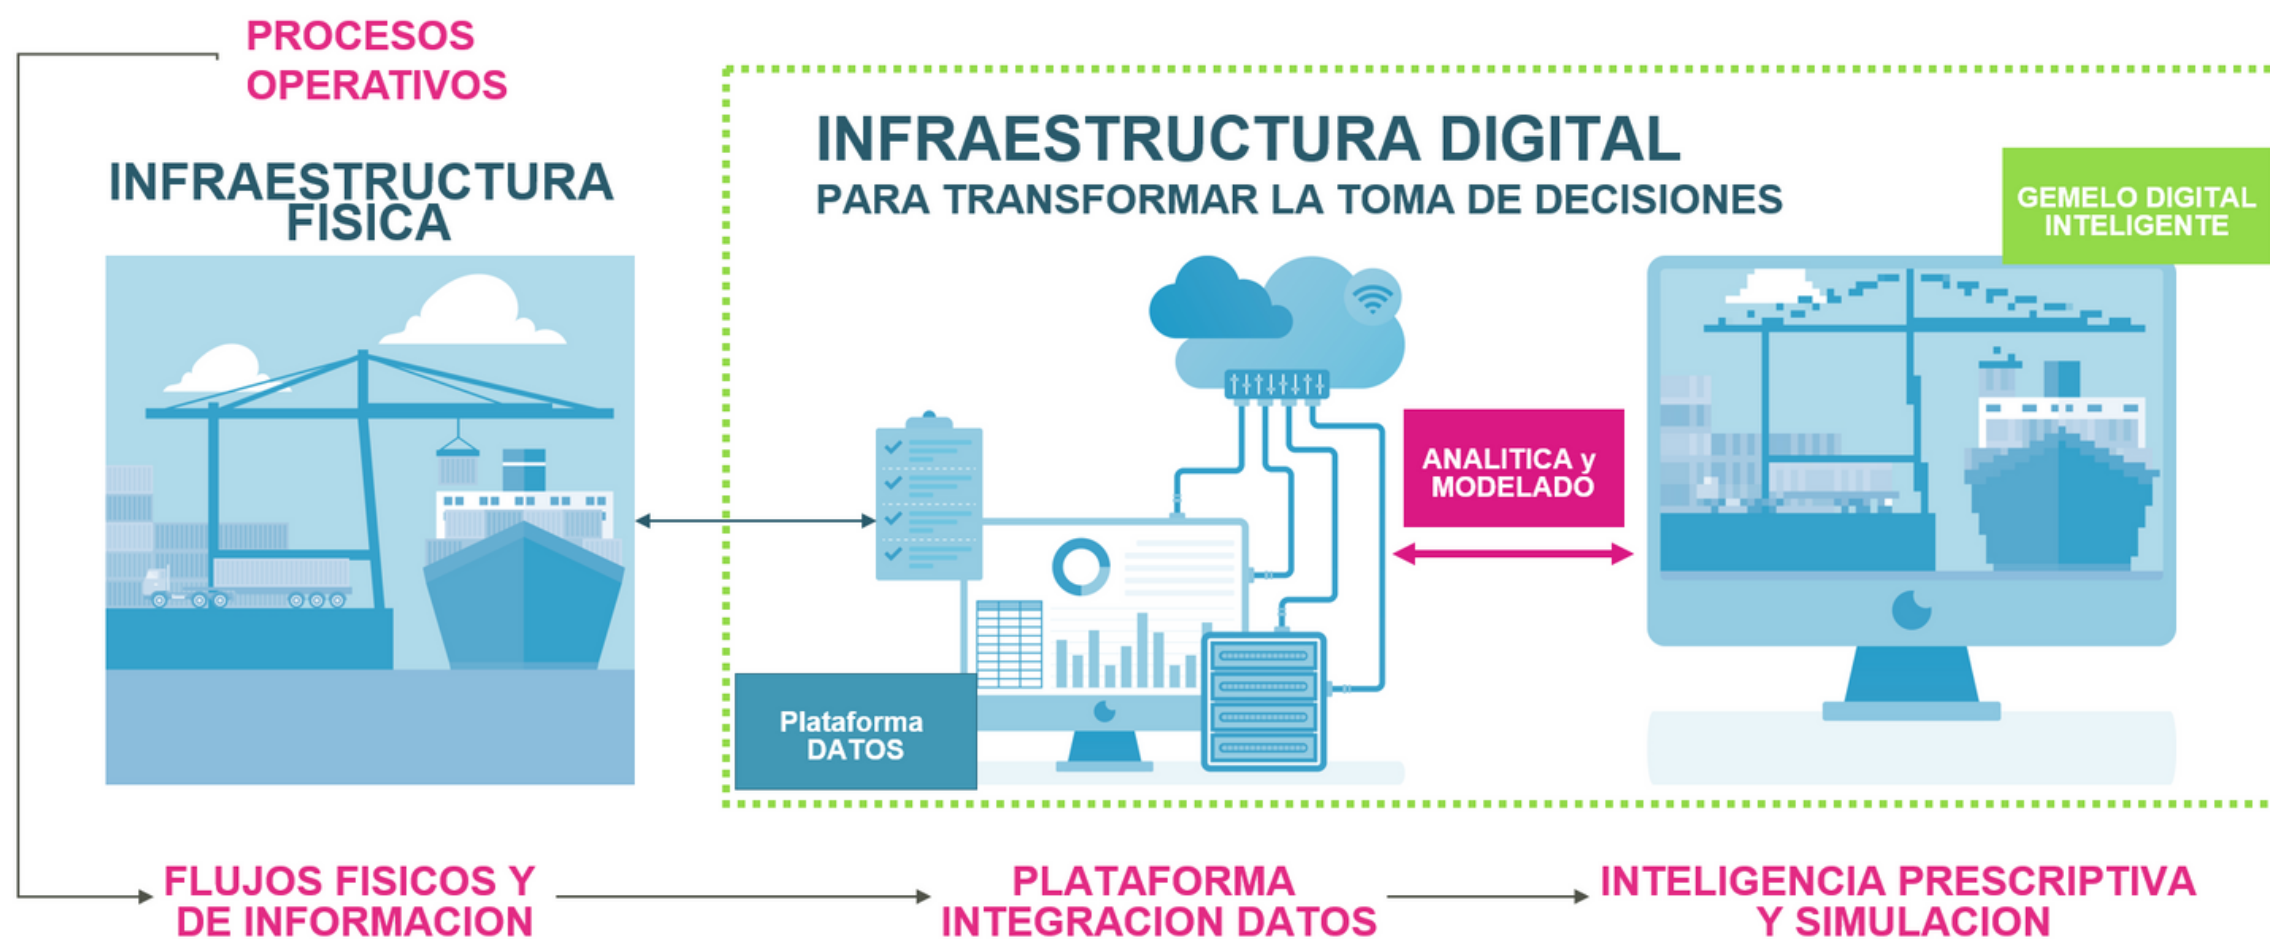 PROCESOS
OPERATIVOS
INFRAESTRUCTURA
FISICA
INFRAESTRUCTURA DIGITAL
PARA TRANSFORMAR LA TOMA DE DECISIONES
GEMELO DIGITAL
INTELIGENTE
ANALITICA y
MODELADO
Plataforma
DATOS
FLUJOS FISICOS Y
DE INFORMACION
PLATAFORMA
INTEGRACION DATOS
INTELIGENCIA PRESCRIPTIVA
Y SIMULACION